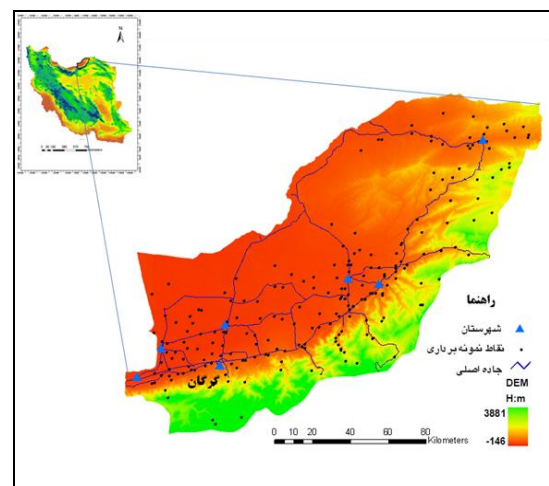 N
راهنما
شهرستان
نقاط نمونه‌برداری
جاده اصلی
DEM
H:m
3881
-146
گرگان
0 10 20 40 60 80
Kilometers